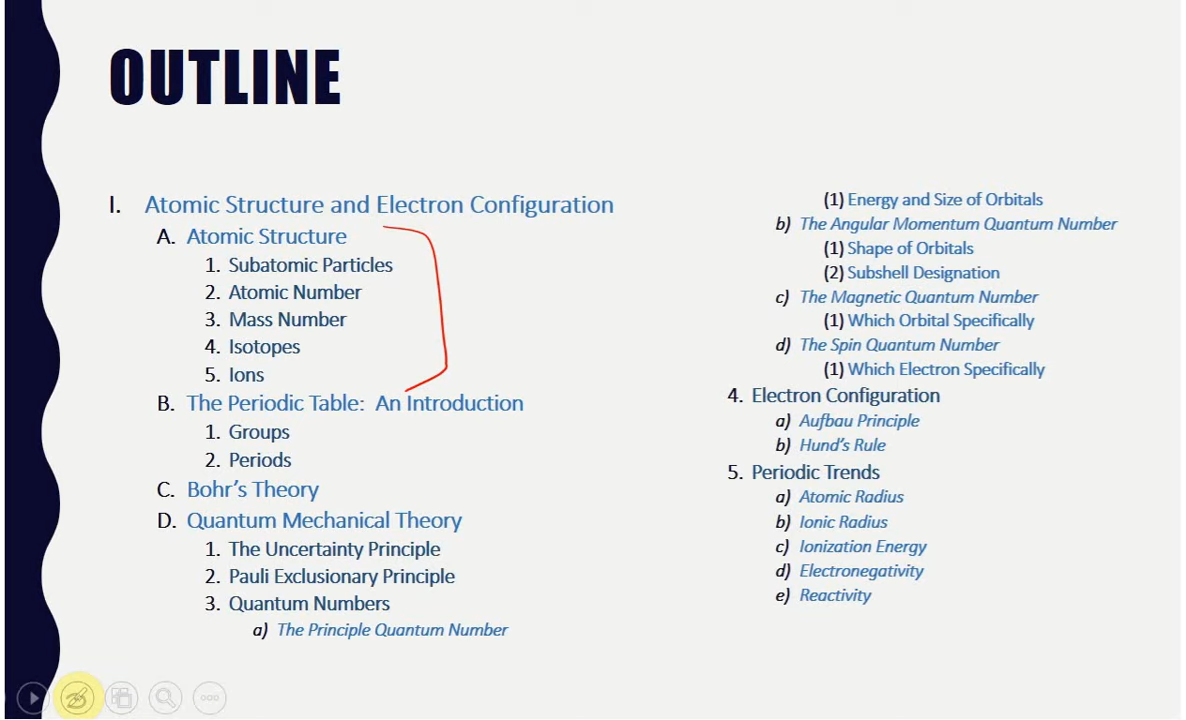 OUTLINE
I. Atomic Structure and Electron Configuration
A. Atomic Structure
1. Subatomic Particles
2. Atomic Number
3. Mass Number
4. Isotopes
5. Ions
B. The Periodic Table: An Introduction
1. Groups
2. Periods
C. Bohr's Theory
D. Quantum Mechanical Theory
1. The Uncertainty Principle
2. Pauli Exclusionary Principle
3. Quantum Numbers
a) The Principle Quantum Number
(1) Energy and Size of Orbitals
b) The Angular Momentum Quantum Number
(1) Shape of Orbitals
(2) Subshell Designation
c) The Magnetic Quantum Number
(1) Which Orbital Specifically
d) The Spin Quantum Number
(1) Which Electron Specifically
4. Electron Configuration
a) Aufbau Principle
b) Hund's Rule
5. Periodic Trends
a) Atomic Radius
b) Ionic Radius
c) Ionization Energy
d) Electronegativity
e) Reactivity